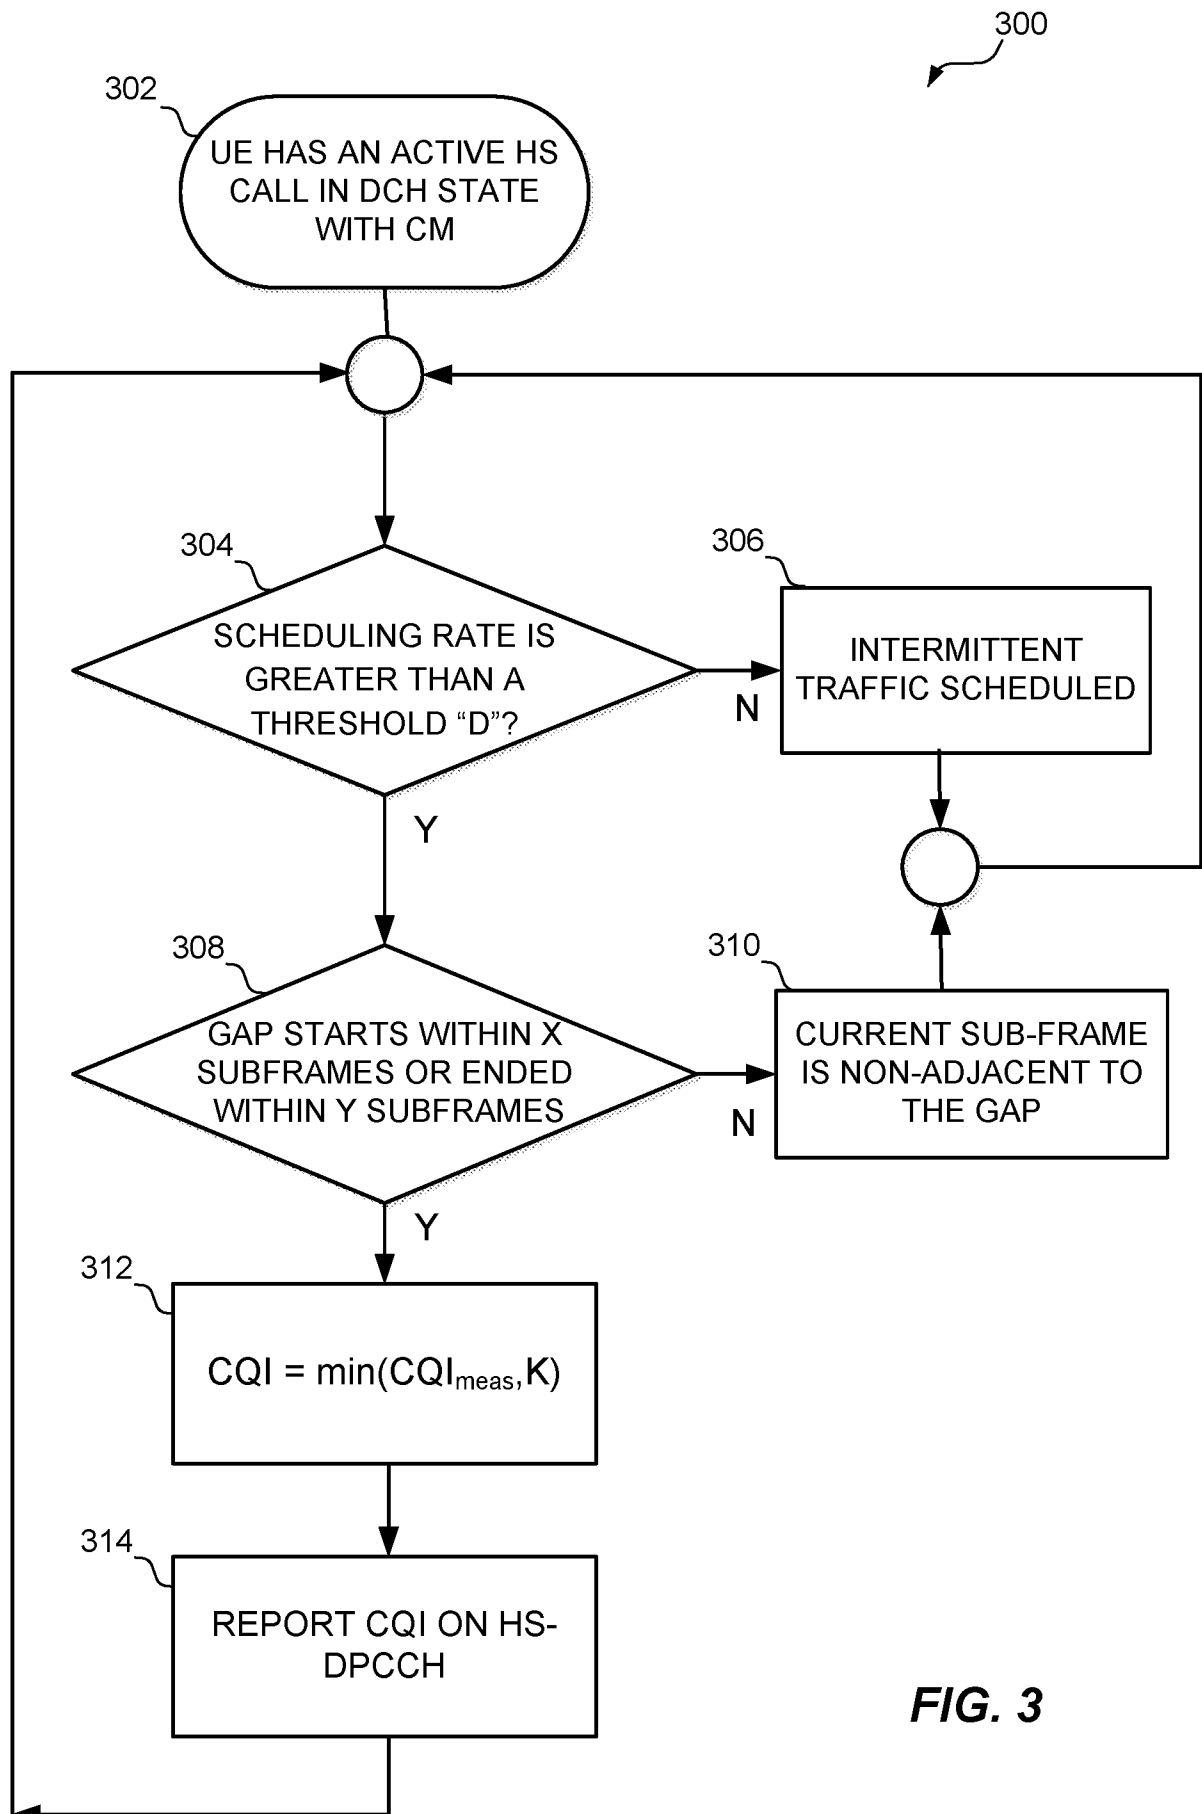 300
302
UE HAS AN ACTIVE HS
CALL IN DCH STATE
WITH CM
304
SCHEDULING RATE IS
GREATER THAN A
THRESHOLD “D”?
N
306
INTERMITTENT
TRAFFIC SCHEDULED
Y
308
GAP STARTS WITHIN X
SUBFRAMES OR ENDED
WITHIN Y SUBFRAMES
N
310
CURRENT SUB-FRAME
IS NON-ADJACENT TO
THE GAP
Y
312
CQI = min(CQImeas,K)
314
REPORT CQI ON HS-
DPCCH
FIG. 3